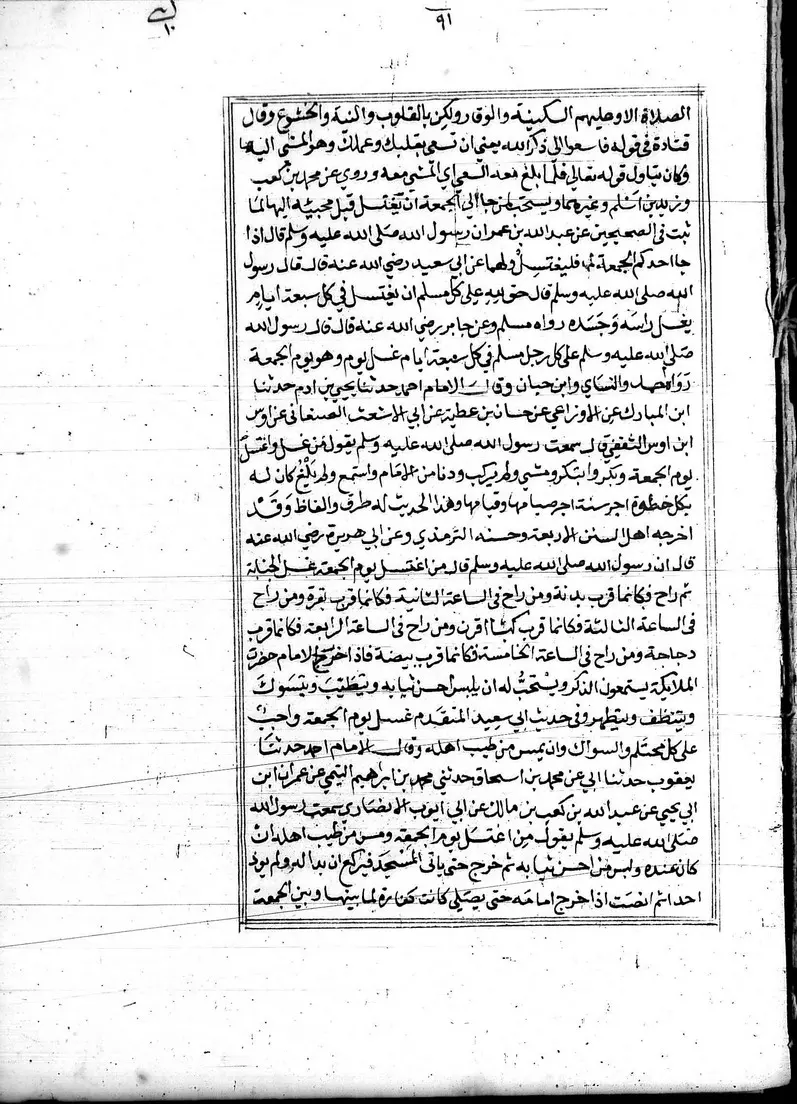 ٩١
١٠
الصلاة الا وعليهم السكينة والوقار ولكن بالقلوب والنية والخشوع وقال
قتادة في قوله فاسعوا الى ذكر الله يعني ان تسعى بقلبك وعملك وهو المشي اليها
وكان يتاول قوله تعالى فلما بلغ معه السعي اي المشي معه وروي عن محمد بن كعب
وزيد بن اسلم وغيرهما ويستحب لمن جا الى الجمعة ان يغتسل قبل مجيئه اليها لما
ثبت في الصحيحين عن عبد الله بن عمر ان رسول الله صلى الله عليه وسلم قال اذا
جا احدكم الجمعة فليغتسل ولهما عن ابي سعيد رضي الله عنه قال قال رسول
الله صلى الله عليه وسلم قال حق لله على كل مسلم ان يغتسل في كل سبعة ايام
يغسل راسه وجسده رواه مسلم وعن جابر رضي الله عنه قال قال رسول الله
صلى الله عليه وسلم على كل رجل مسلم في كل سبعة ايام غسل يوم وهو يوم الجمعة
رواه احمد والنساي وابن حبان وقال الامام احمد حدثنا يحيى بن ادم حدثنا
ابن المبارك عن الاوزاعي عن حسان بن عطية عن ابي الاشعث الصنعاني عن اوس
ابن اوس الثقفي قال سمعت رسول الله صلى الله عليه وسلم يقول من غسل واغتسل
يوم الجمعة وبكر وابتكر ومشي ولم يركب ودنا من الامام واستمع ولم يلغ كان له
بكل خطوة اجر سنة اجر صيامها وقيامها وهذا الحديث له طرق والفاظ وقد
اخرجه اهل السنن الاربعة وحسنه الترمذي وعن ابي هريرة رضي الله عنه
قال ان رسول الله صلى الله عليه وسلم قال من اغتسل يوم الجمعة غسل الجنابة
ثم راح فكانما قرب بدنة ومن راح في الساعة الثانية فكانما قرب بقرة ومن راح
في الساعة الثالثة فكانما قرب كبشا اقرن ومن راح في الساعة الرابعة فكانما قرب
دجاجة ومن راح في الساعة الخامسة فكانما قرب بيضة فاذا خرج الامام حضرت
الملايكة يستمعون الذكر ويستحب له ان يلبس احسن ثيابه ويتطيب ويتسوك
ويتنظف ويتطهر وفي حديث ابي سعيد المتقدم غسل يوم الجمعة واجب
على كل محتلم والسواك وان يمس من طيب اهله وقال الامام احمد حدثنا
يعقوب حدثنا ابي عن محمد بن اسحاق حدثني محمد بن ابراهيم التيمي عن عمران ابن
ابي يحيى عن عبد الله بن كعب بن مالك عن ابي ايوب الانصاري سمعت رسول الله
صلى الله عليه وسلم يقول من اغتسل يوم الجمعة ومس من طيب اهله ان
كان عنده ولبس من احسن ثيابه ثم خرج حتى ياتي المسجد فيركع ان بدا له ولم يوذ
احدا ثم انصت اذا خرج امامه حتى يصلي كانت كفارة لما بينها وبين الجمعة